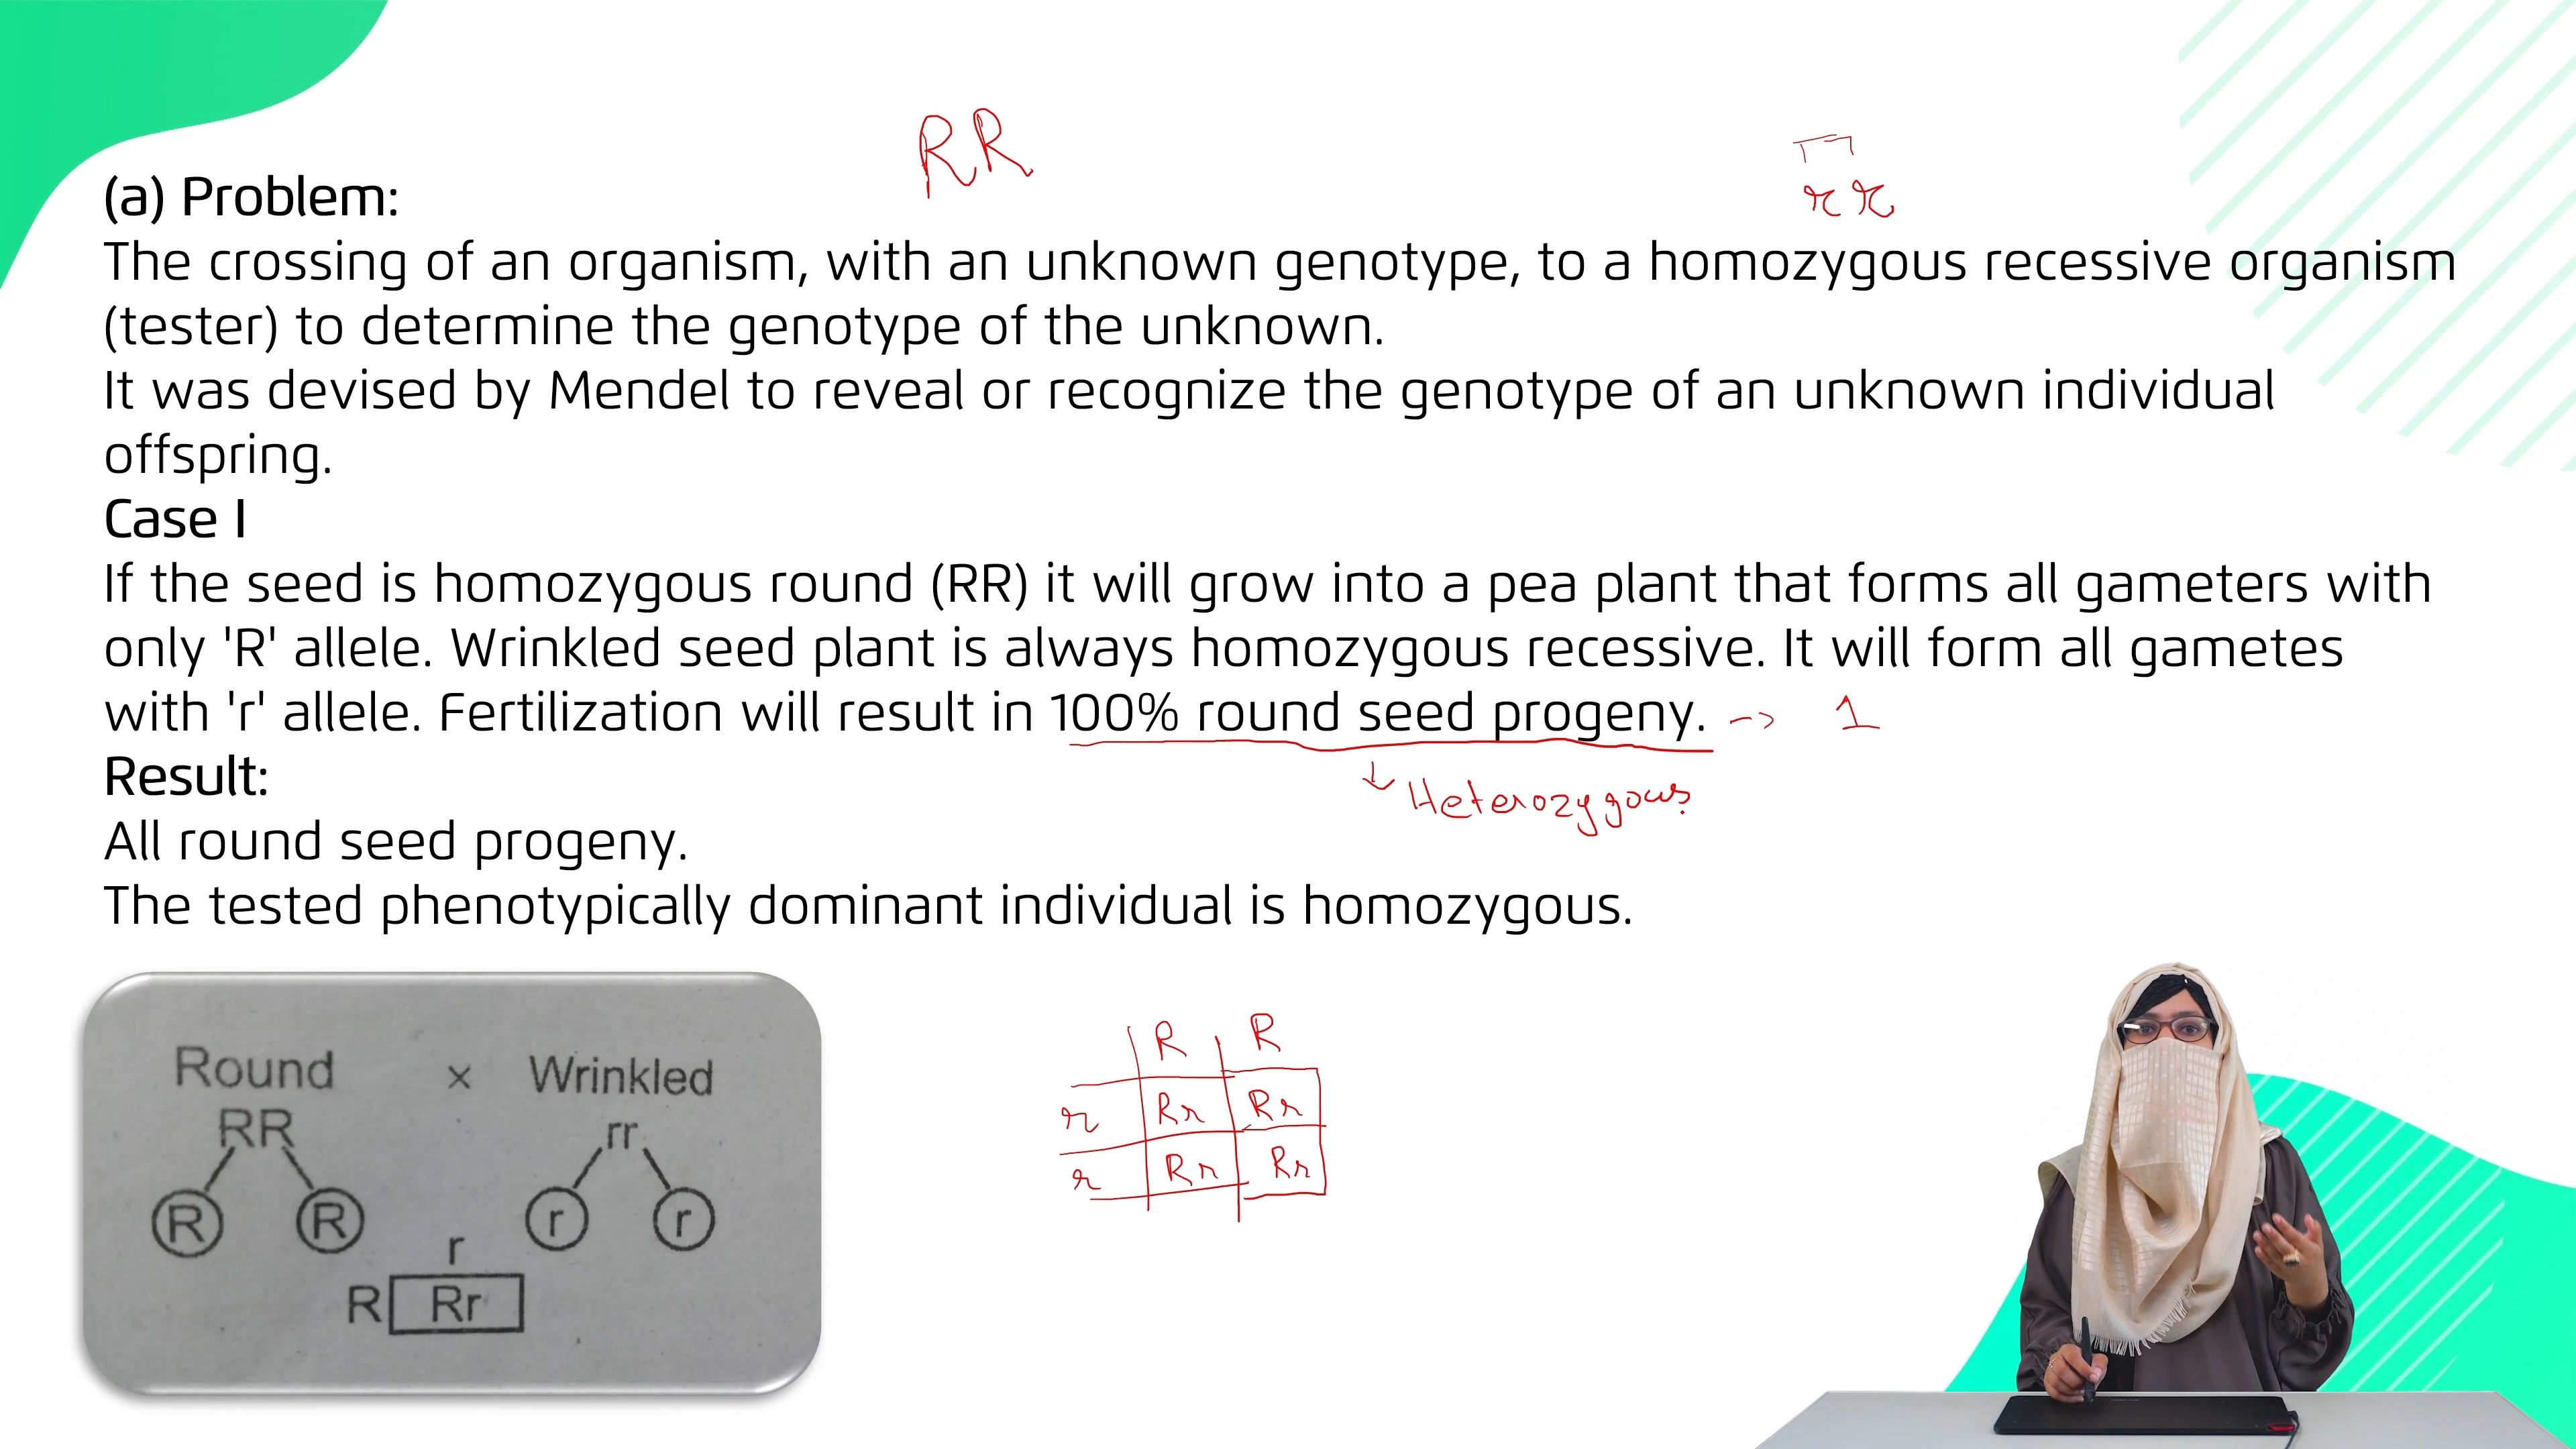 RR
rr
(a) Problem:
The crossing of an organism, with an unknown genotype, to a homozygous recessive organism
(tester) to determine the genotype of the unknown.
It was devised by Mendel to reveal or recognize the genotype of an unknown individual
offspring.
Case I
If the seed is homozygous round (RR) it will grow into a pea plant that forms all gameters with
only 'R' allele. Wrinkled seed plant is always homozygous recessive. It will form all gametes
with 'r' allele. Fertilization will result in 100% round seed progeny. -> 1
↓ Heterozygous
Result:
All round seed progeny.
The tested phenotypically dominant individual is homozygous.
Round × Wrinkled
RR rr
R R r r
r
R Rr
R R
r Rr Rr
r Rr Rr